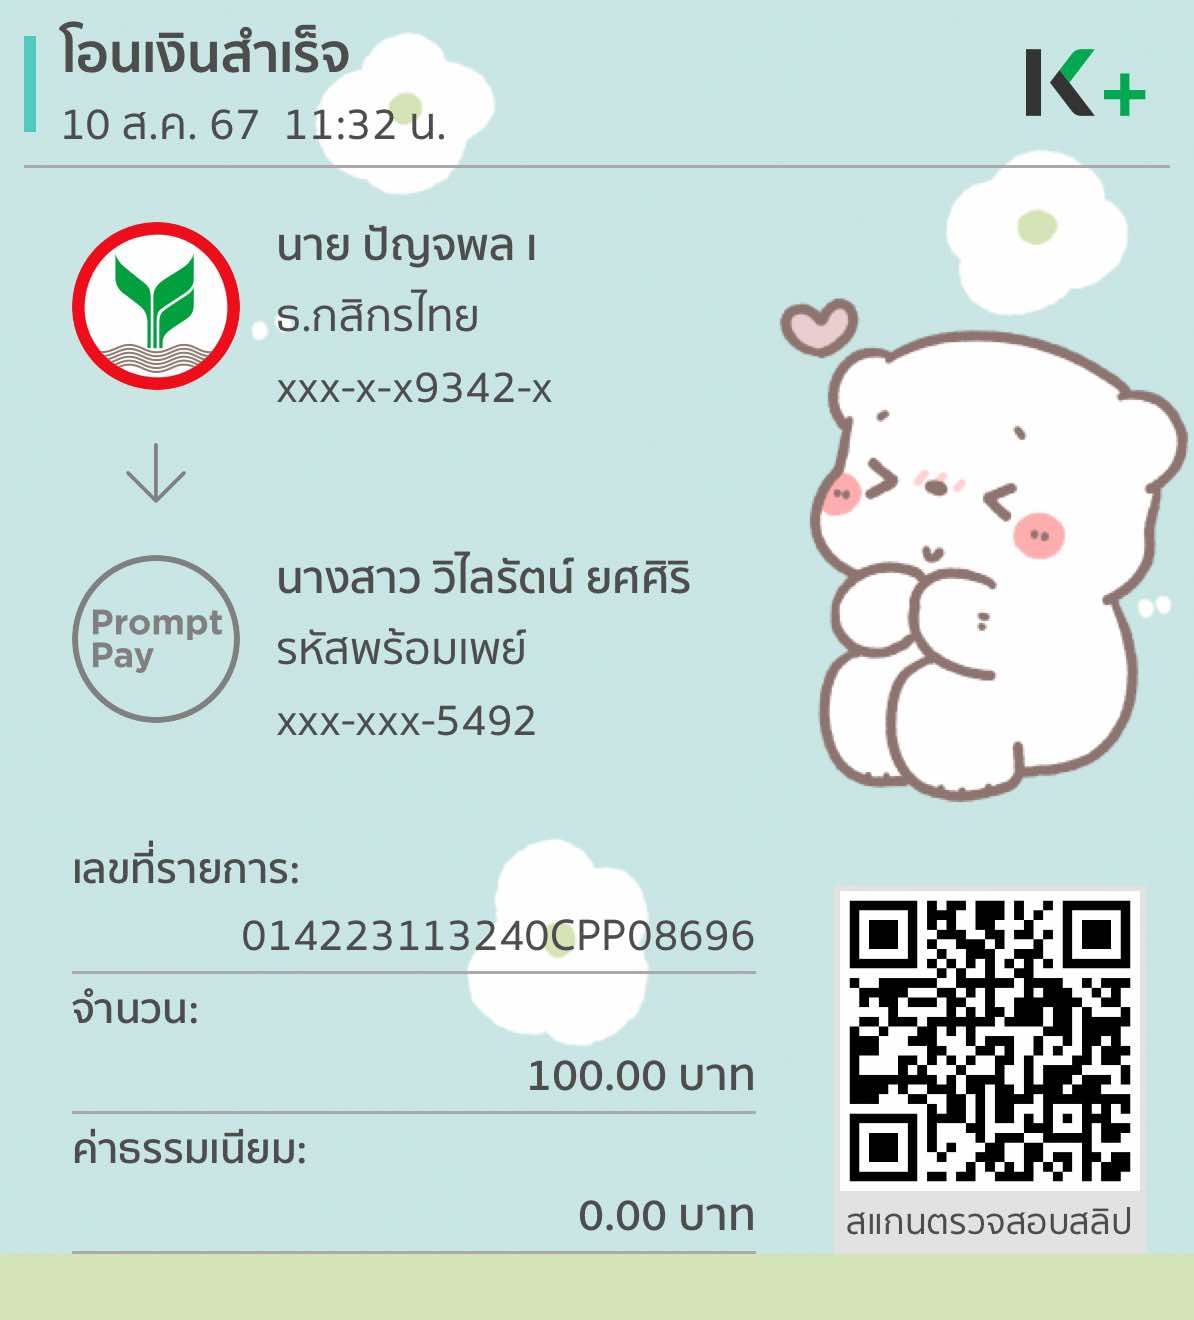 โอนเงินสำเร็จ
10 ส.ค. 67 11:32 น.
K+
นาย ปัญจพล เ
ธ.กสิกรไทย
xxx-x-x9342-x
Prompt
Pay
นางสาว วิไลรัตน์ ยศศิริ
รหัสพร้อมเพย์
xxx-xxx-5492
เลขที่รายการ:
014223113240CPP08696
จำนวน:
100.00 บาท
ค่าธรรมเนียม:
0.00 บาท
สแกนตรวจสอบสลิป